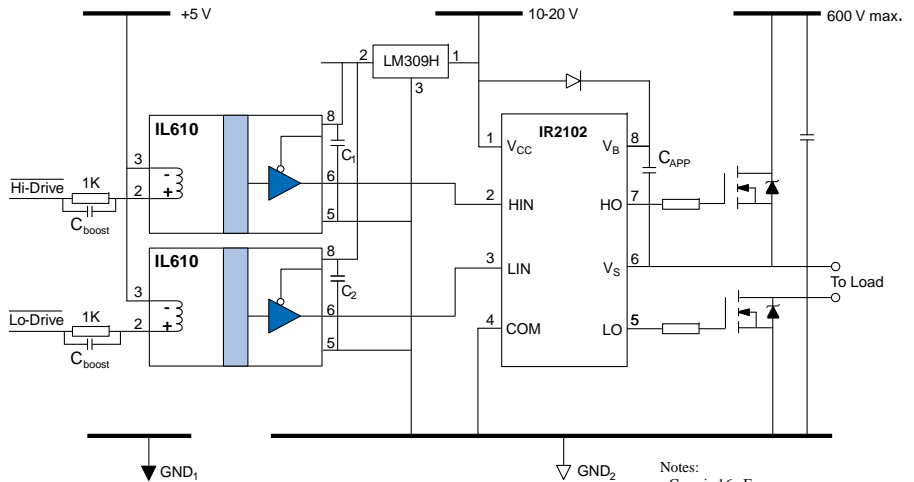 +5 V
10-20 V
600 V max.
2
LM309H
1
3
IL610
8
C1
3
-
+
2
6
5
Hi-Drive
1K
Cboost
IL610
8
C2
3
-
+
2
6
5
Lo-Drive
1K
Cboost
IR2102
1
VCC
VB
8
CAPP
2
HIN
HO
7
3
LIN
VS
6
4
COM
LO
5
To Load
GND1
GND2
Notes: